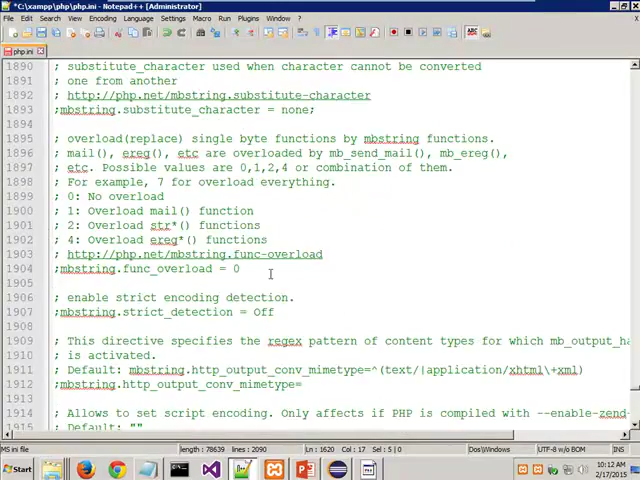 *C:\xampp\php\php.ini - Notepad++ [Administrator]
File Edit Search View Encoding Language Settings Macro Run Plugins Window ?
php.ini
1890 ; substitute_character used when character cannot be converted
1891 ; one from another
1892 ; http://php.net/mbstring.substitute-character
1893 ;mbstring.substitute_character = none;
1894
1895 ; overload(replace) single byte functions by mbstring functions.
1896 ; mail(), ereg(), etc are overloaded by mb_send_mail(), mb_ereg(),
1897 ; etc. Possible values are 0,1,2,4 or combination of them.
1898 ; For example, 7 for overload everything.
1899 ; 0: No overload
1900 ; 1: Overload mail() function
1901 ; 2: Overload str*() functions
1902 ; 4: Overload ereg*() functions
1903 ; http://php.net/mbstring.func-overload
1904 ;mbstring.func_overload = 0
1905
1906 ; enable strict encoding detection.
1907 ;mbstring.strict_detection = Off
1908
1909 ; This directive specifies the regex pattern of content types for which mb_output_ha
1910 ; is activated.
1911 ; Default: mbstring.http_output_conv_mimetype=^(text/|application/xhtml\+xml)
1912 ;mbstring.http_output_conv_mimetype=
1913
1914 ; Allows to set script encoding. Only affects if PHP is compiled with --enable-zend-
1915 ; Default: ""
MS ini file length : 78639 lines : 2090 Ln : 1620 Col : 17 Sel : 5 | 0 Dos\Windows UTF-8 w/o BOM INS
Start
10:12 AM
2/17/2015